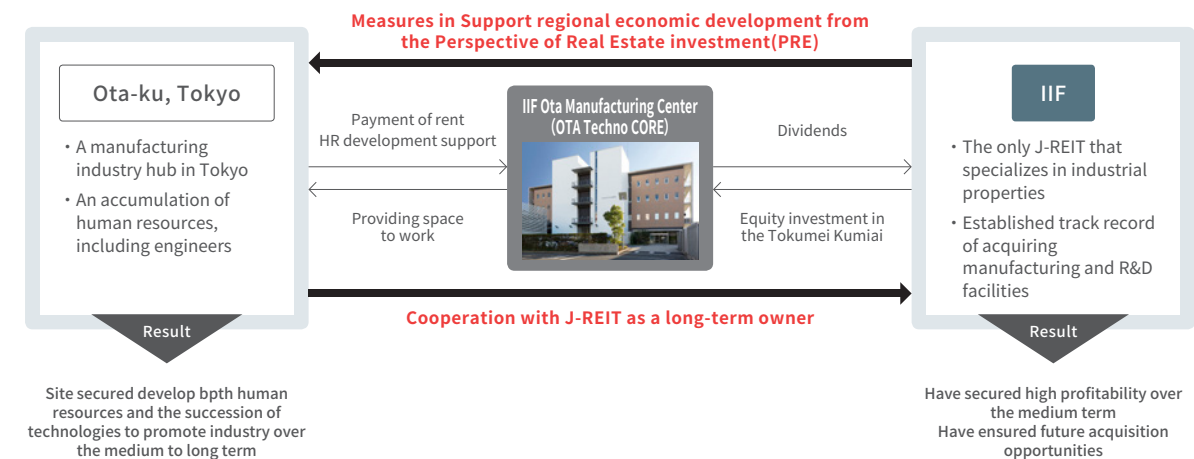 Measures in Support regional economic development from
the Perspective of Real Estate investment(PRE)
Ota-ku, Tokyo
・A manufacturing
industry hub in Tokyo
・An accumulation of
human resources,
including engineers
Payment of rent
HR development support
Providing space
to work
IIF Ota Manufacturing Center
(OTA Techno CORE)
Dividends
Equity investment in
the Tokumei Kumiai
IIF
・The only J-REIT that
specializes in industrial
properties
・Established track record
of acquiring
manufacturing and R&D
facilities
Cooperation with J-REIT as a long-term owner
Result
Site secured develop bpth human
resources and the succession of
technologies to promote industry over
the medium to long term
Result
Have secured high profitability over
the medium term
Have ensured future acquisition
opportunities